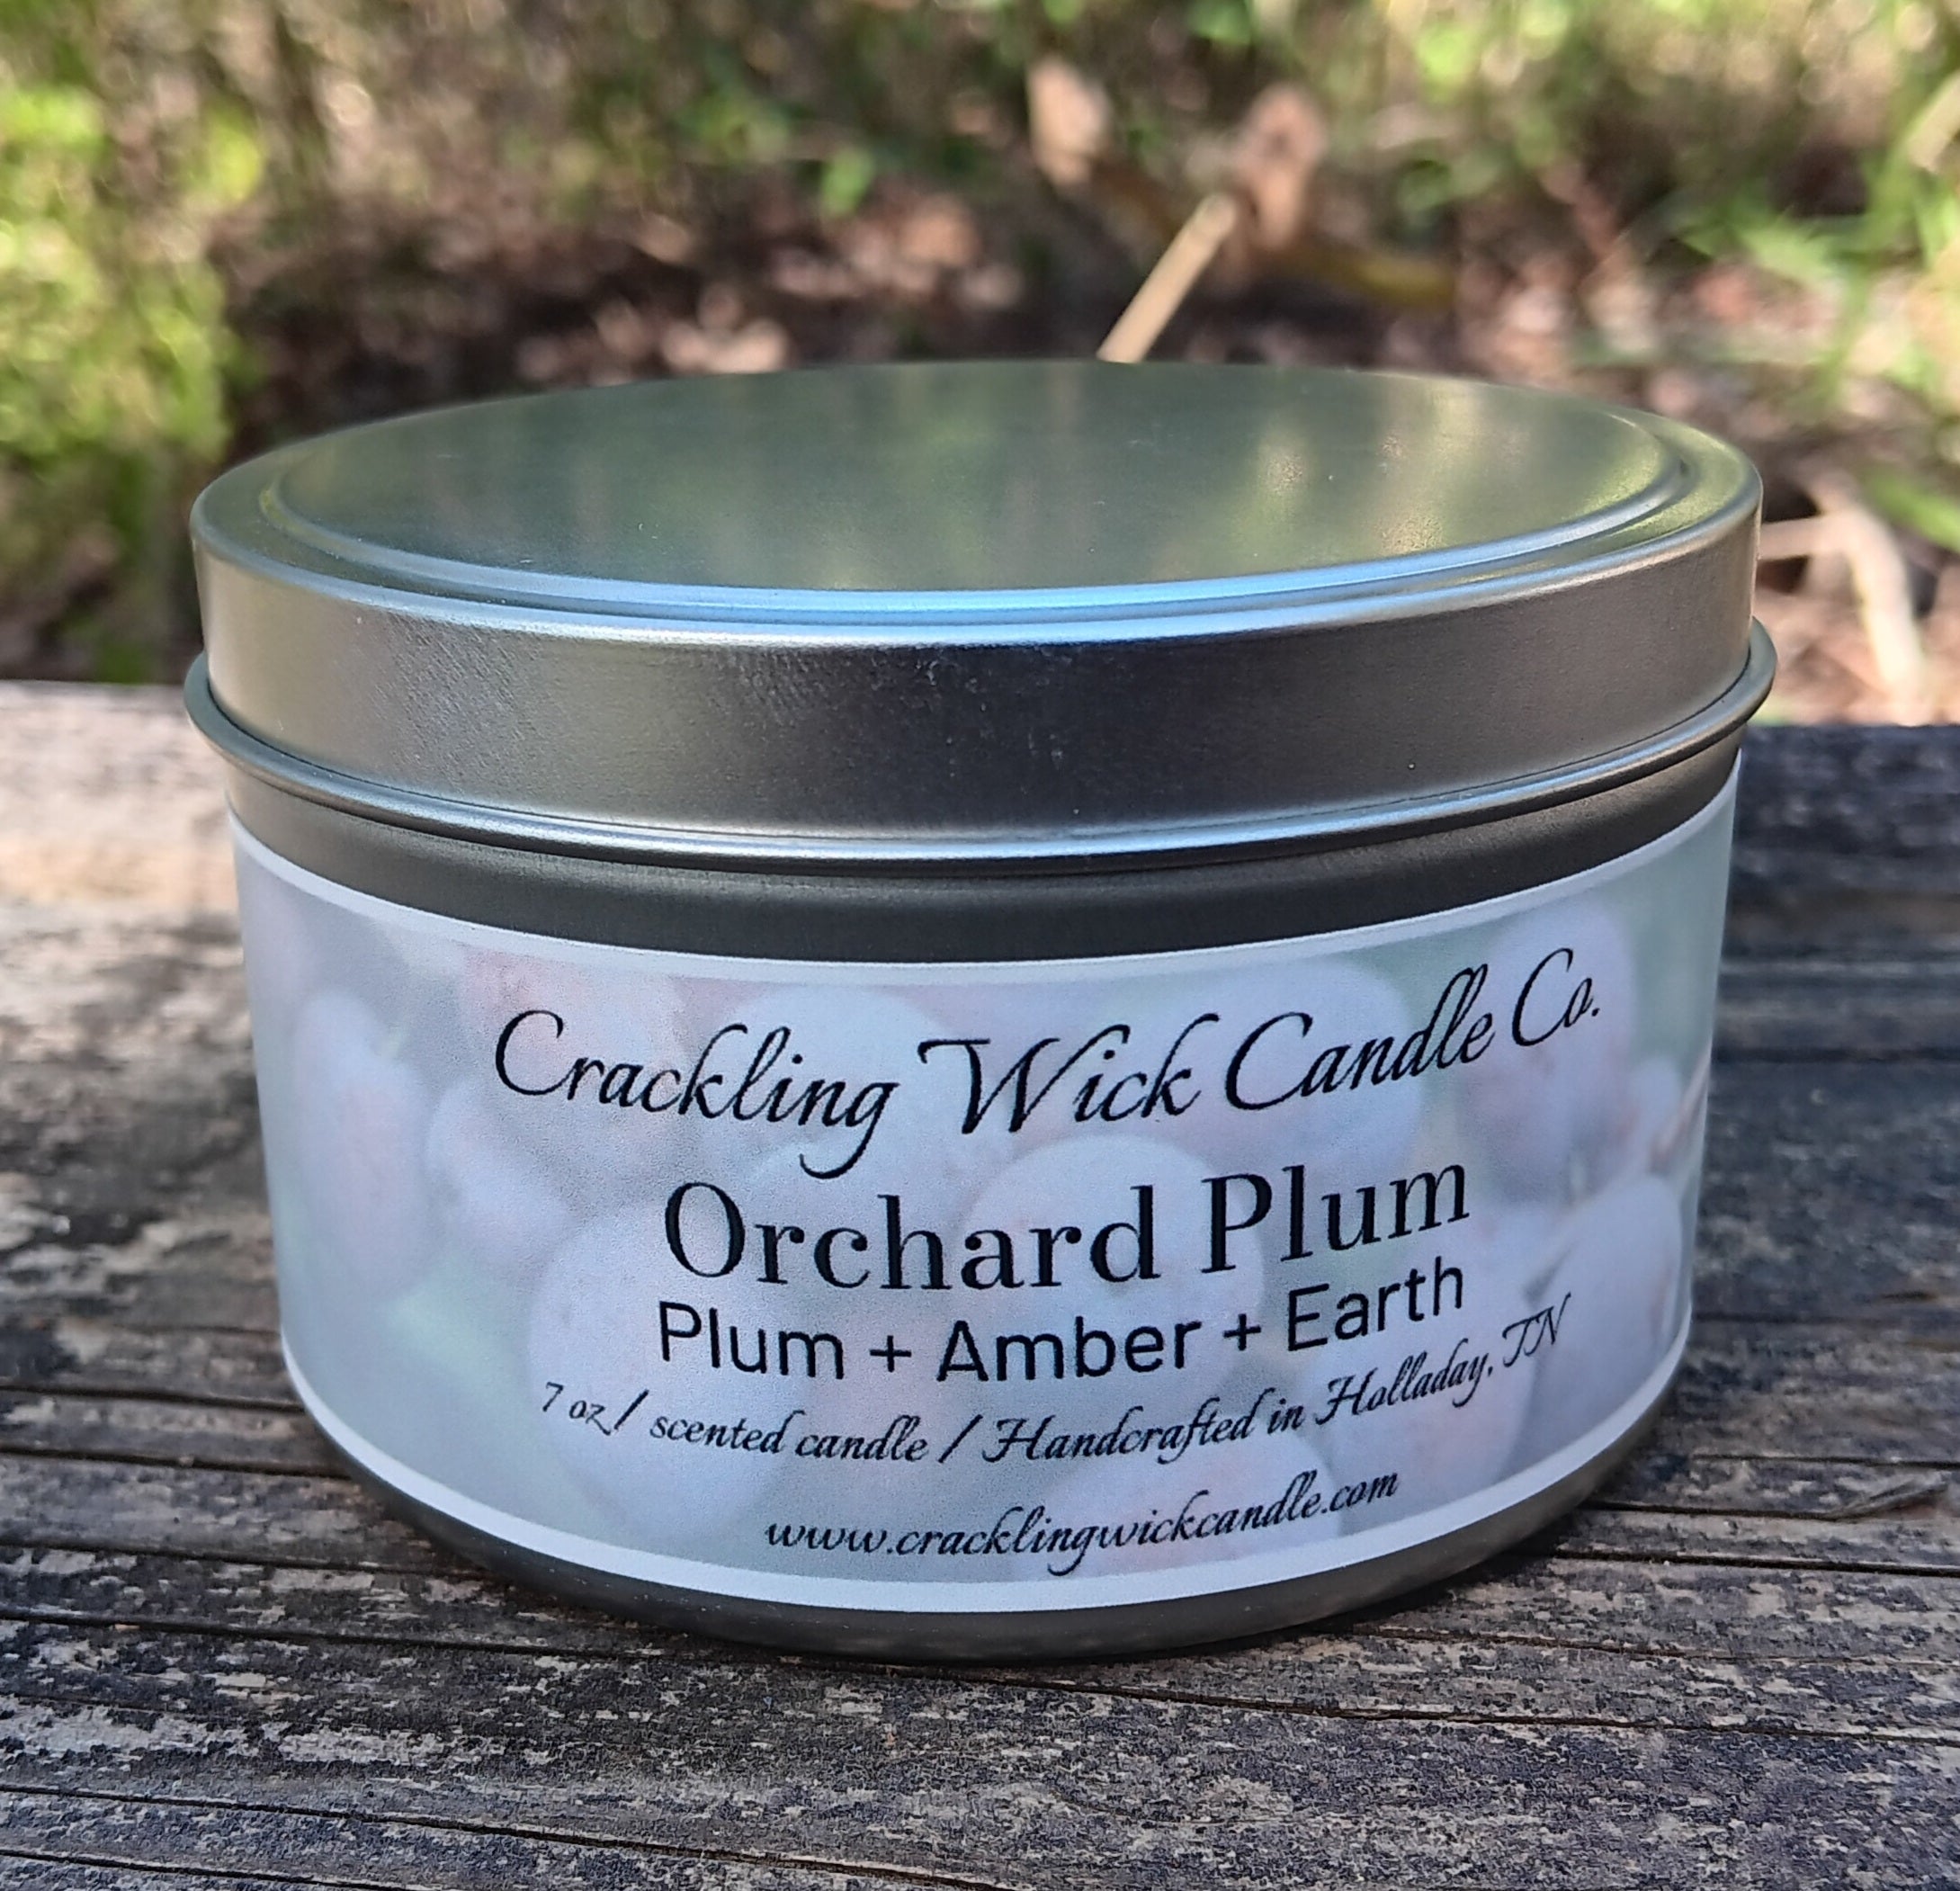 Crackling Wick Candle Co.
Orchard Plum
Plum + Amber + Earth
7 oz / scented candle / Handcrafted in Holladay, TN
www.cracklingwickcandle.com